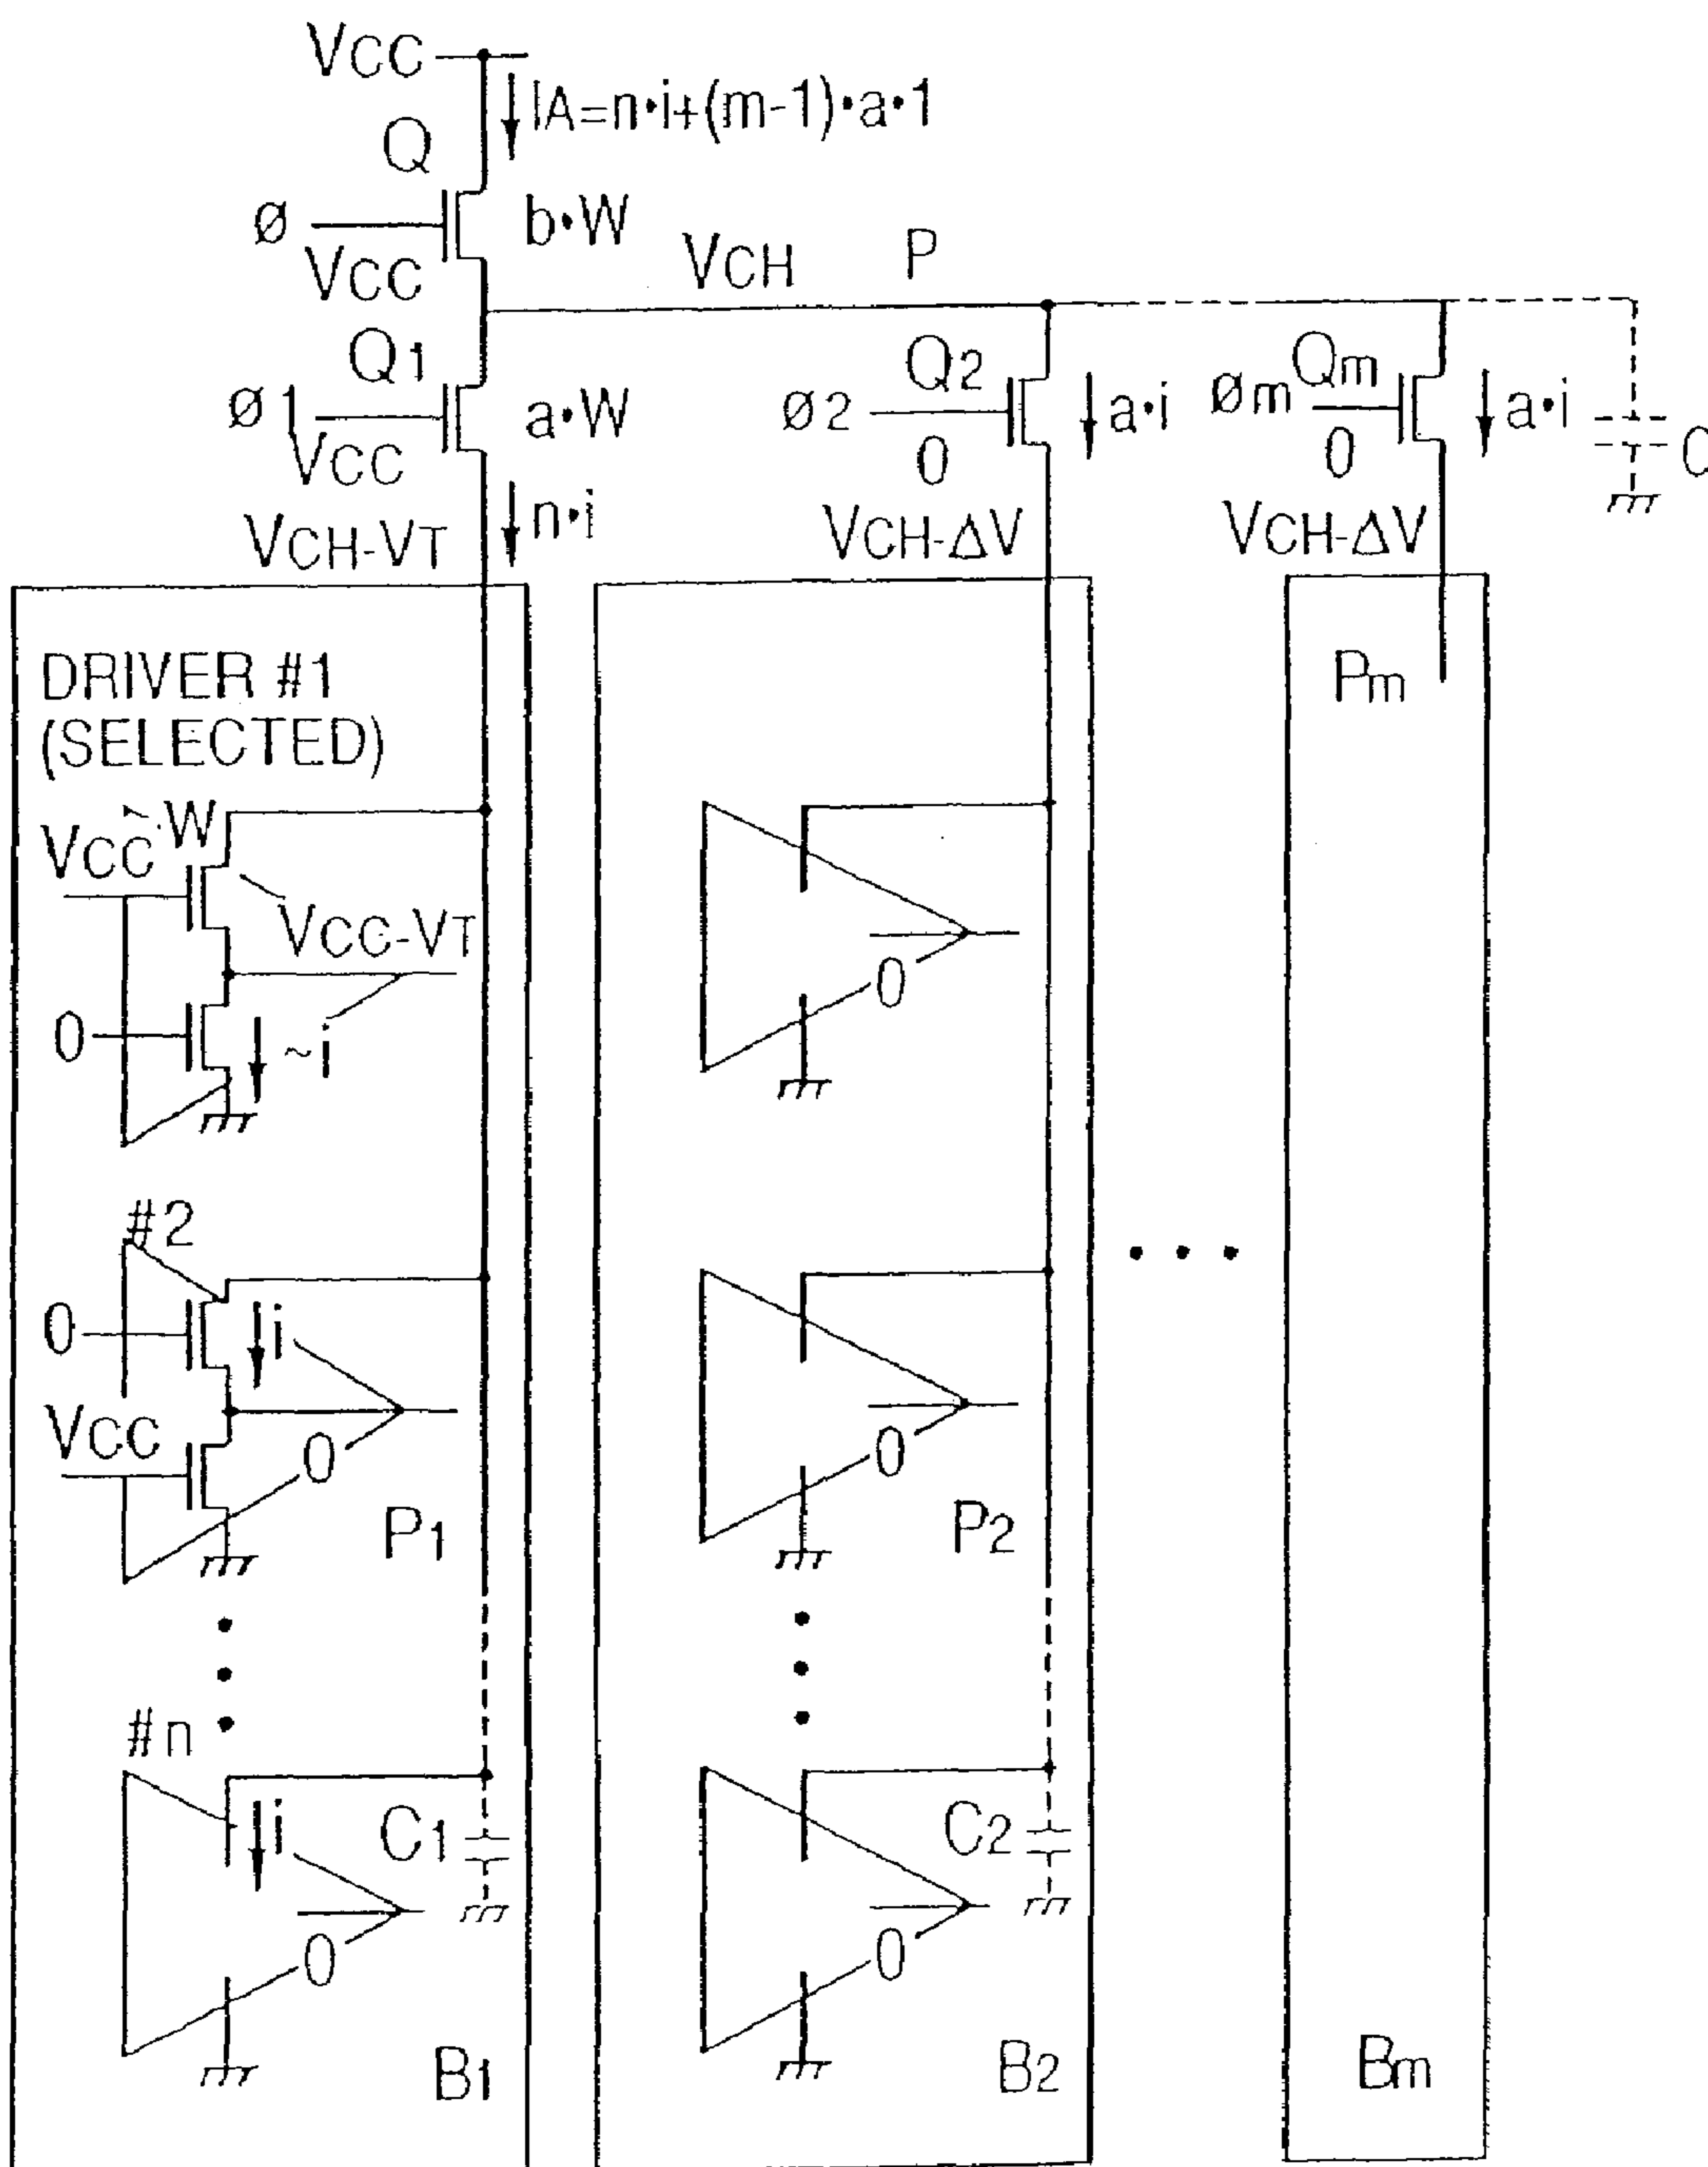 VCC
IA=n•i+(m-1)•a•1
Q
Ø
b•W
VCC
VCH
P
Q1
Ø1
a•W
VCC
Q2
Ø2
a•i
0
Qm
Øm
a•i
0
C
n•i
VCH-VT
VCH-ΔV
VCH-ΔV
DRIVER #1
(SELECTED)
Pm
~W
VCC
VCC-VT
0
0
~i
#2
0
i
VCC
0
0
P1
P2
#n
i
C1
C2
0
0
B1
B2
Bm